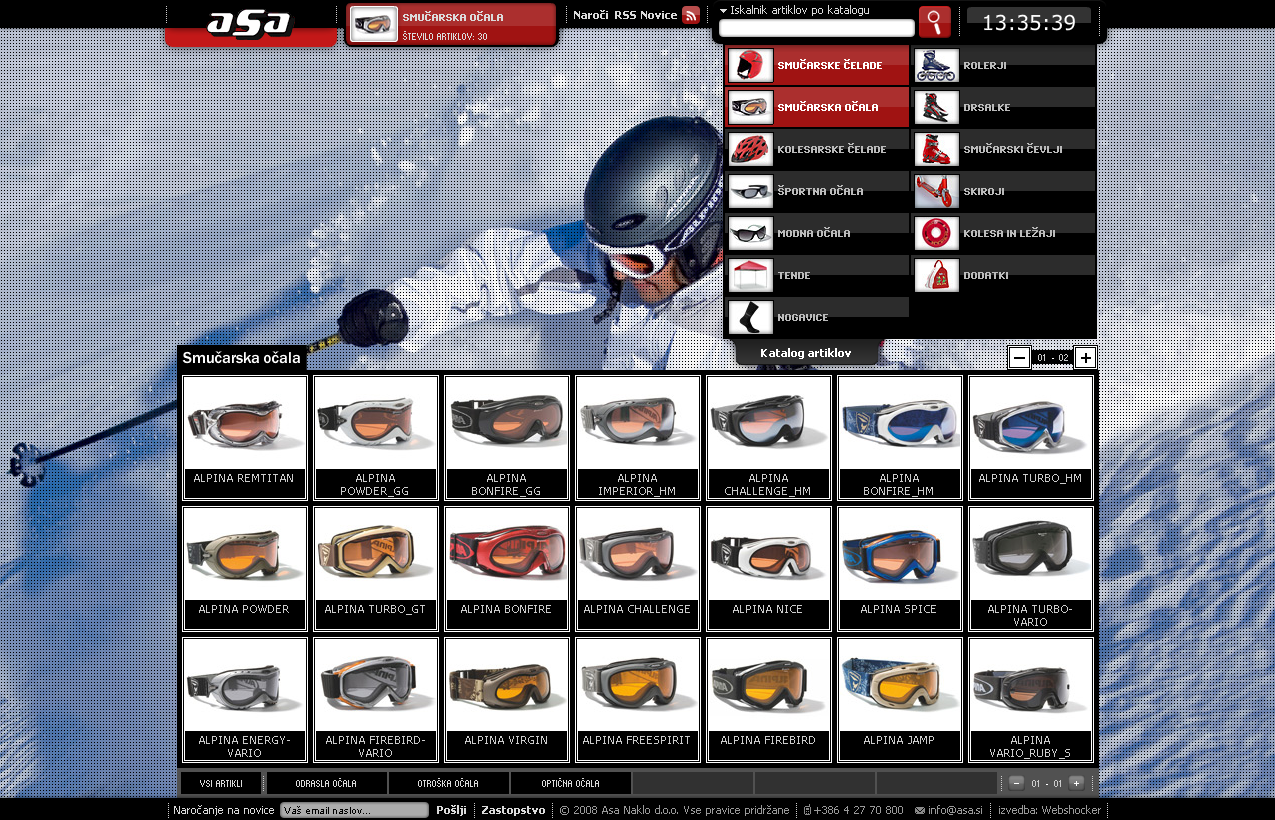 asa
SMUČARSKA OČALA
ŠTEVILO ARTIKLOV: 30
Naroči RSS Novice
Iskalnik artiklov po katalogu
13:35:39
SMUČARSKE ČELADE
ROLERJI
SMUČARSKA OČALA
DRSALKE
KOLESARSKE ČELADE
SMUČARSKI ČEVLJI
ŠPORTNA OČALA
SKIROJI
MODNA OČALA
KOLESA IN LEŽAJI
TENDE
DODATKI
NOGAVICE
Katalog artiklov
Smučarska očala
01 - 02
ALPINA REMTITAN
ALPINA
POWDER_GG
ALPINA
BONFIRE_GG
ALPINA
IMPERIOR_HM
ALPINA
CHALLENGE_HM
ALPINA
BONFIRE_HM
ALPINA TURBO_HM
ALPINA POWDER
ALPINA TURBO_GT
ALPINA BONFIRE
ALPINA CHALLENGE
ALPINA NICE
ALPINA SPICE
ALPINA TURBO-
VARIO
ALPINA ENERGY-
VARIO
ALPINA FIREBIRD-
VARIO
ALPINA VIRGIN
ALPINA FREESPIRIT
ALPINA FIREBIRD
ALPINA JAMP
ALPINA
VARIO_RUBY_S
VSI ARTIKLI
ODRASLA OČALA
OTROŠKA OČALA
OPTIČNA OČALA
01 - 01
Naročanje na novice
Vaš email naslov...
Pošlji
Zastopstvo
© 2008 Asa Naklo d.o.o. Vse pravice pridržane
+386 4 27 70 800
info@asa.si
izvedba: Webshocker